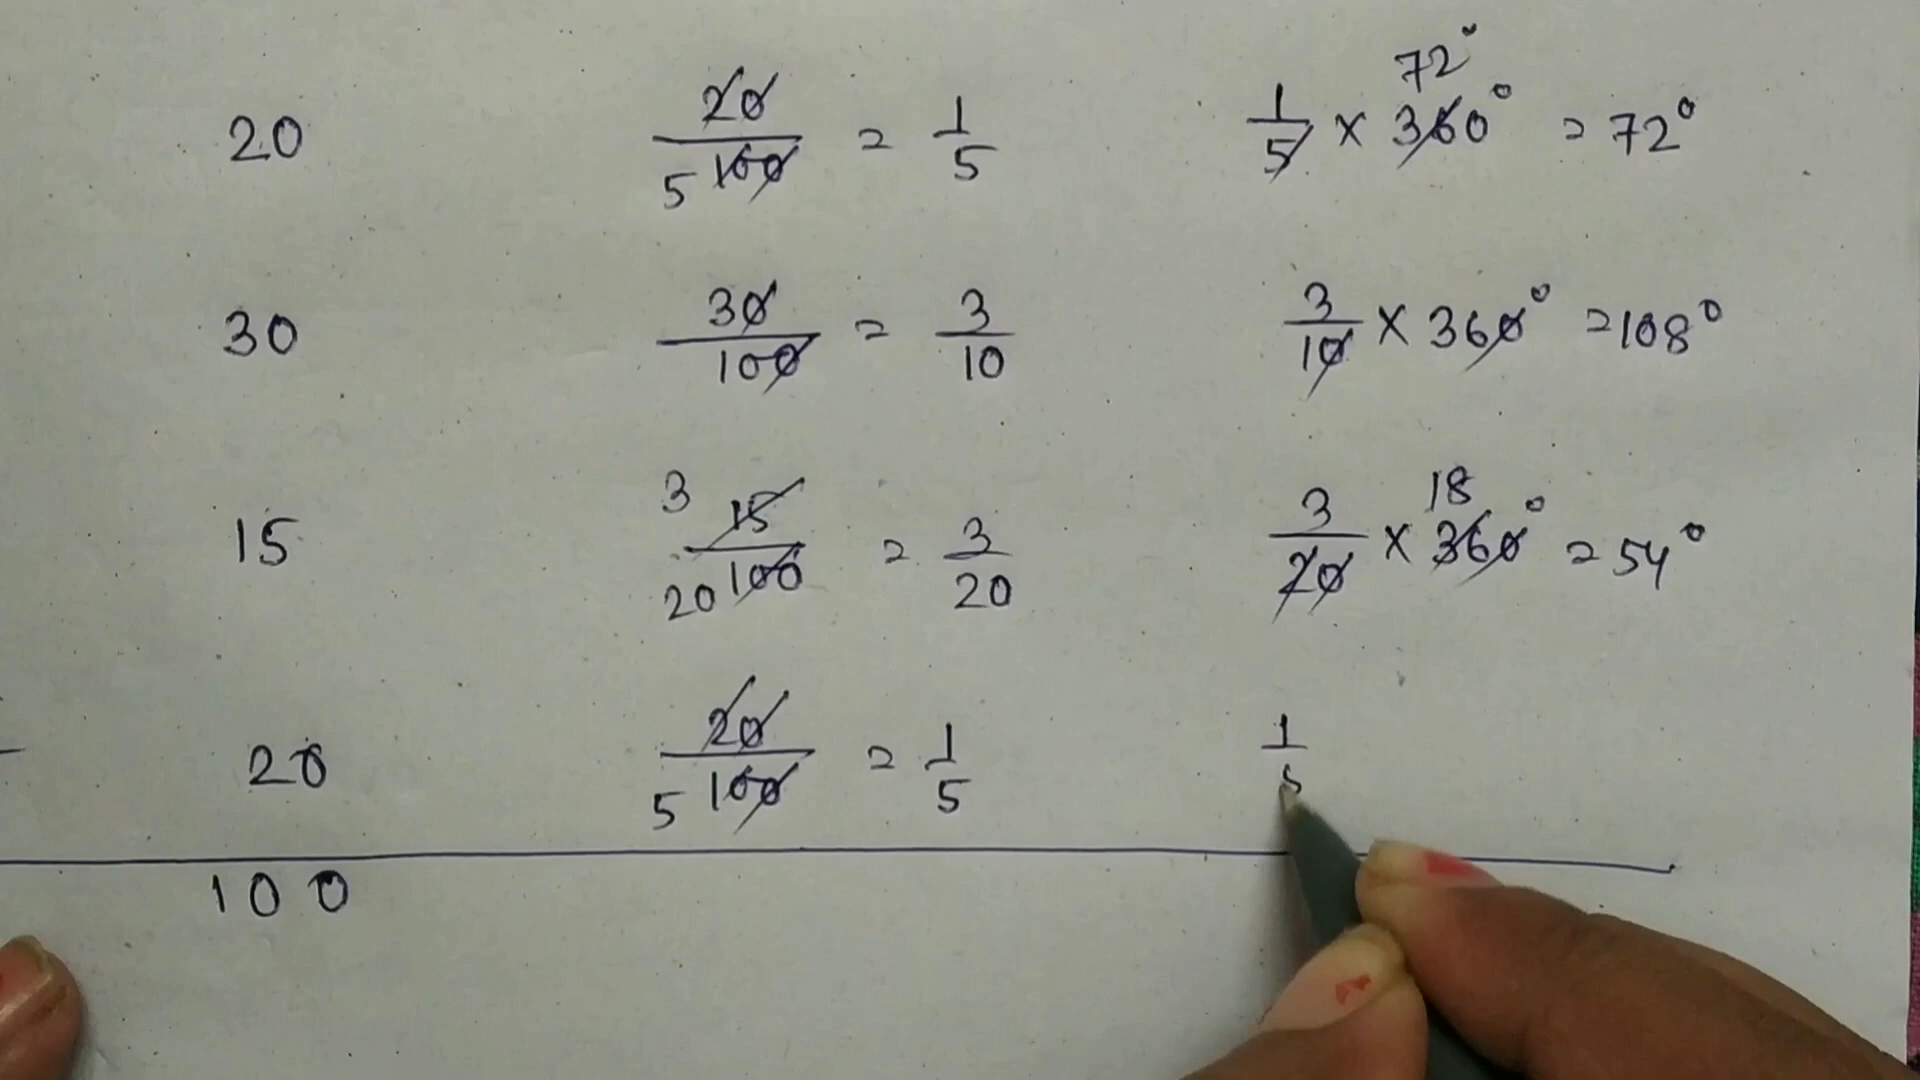 20 20/100 5 = 1/5 1/5 × 360° 72° = 72°
30 30/100 = 3/10 3/10 × 360° = 108°
15 3 15/100 20 = 3/20 3/20 × 360° 18 = 54°
20 20/100 5 = 1/5 1/5
100